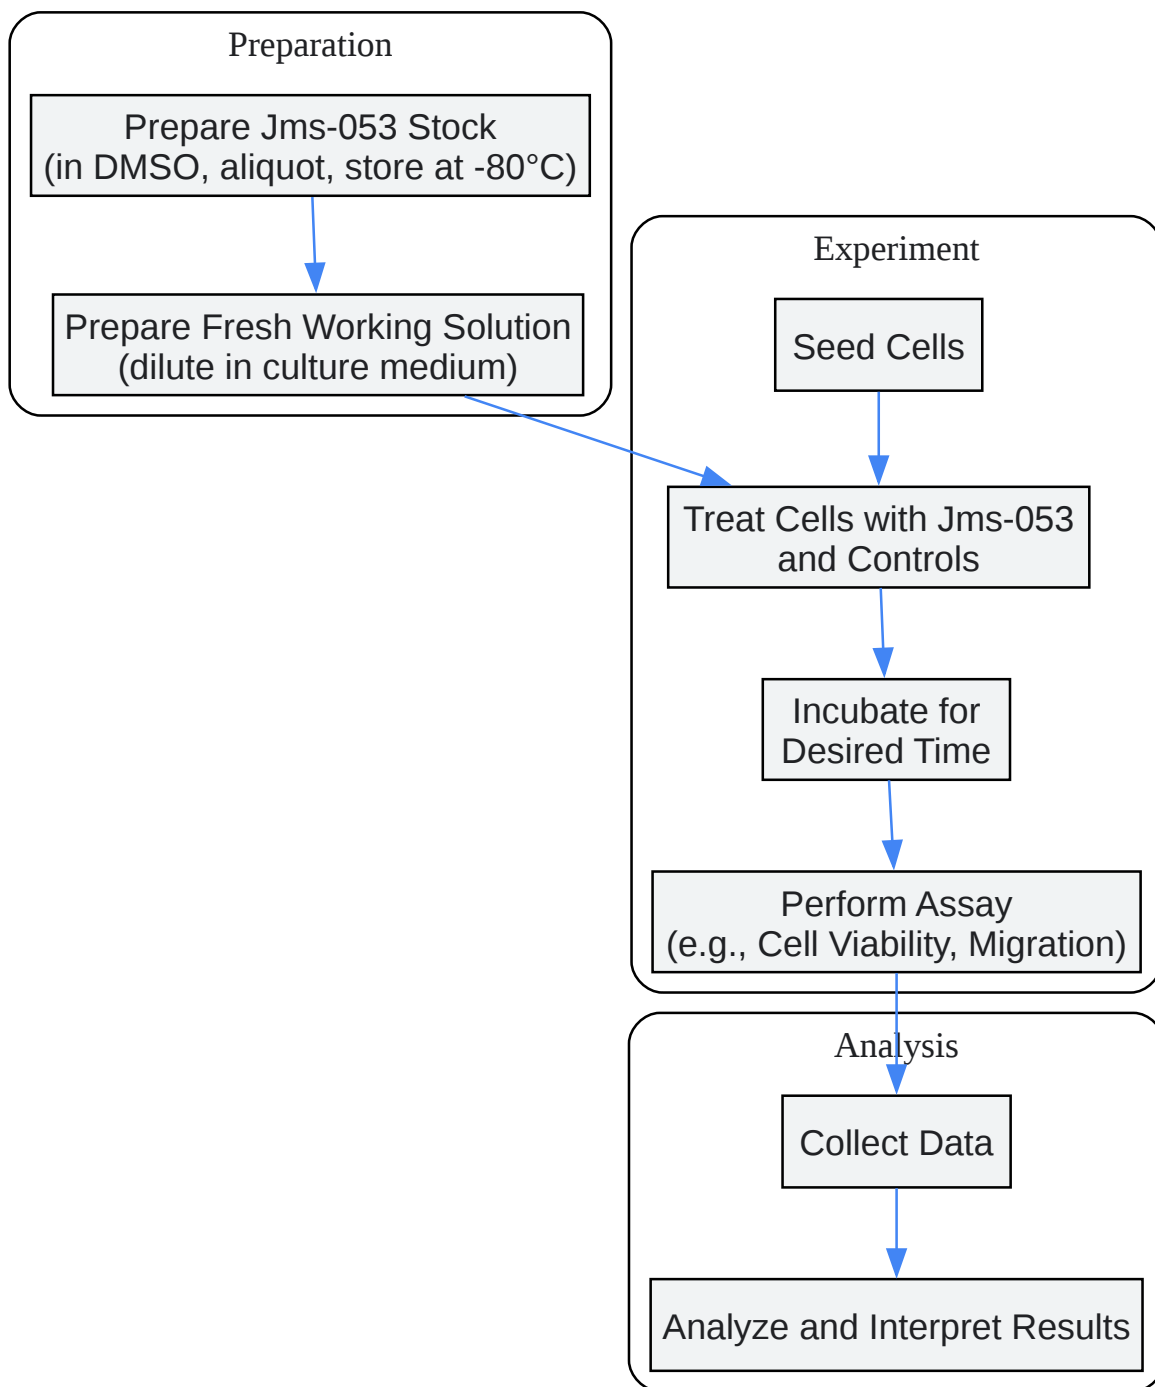 Preparation
Prepare Jms-053 Stock
(in DMSO, aliquot, store at -80°C)
Prepare Fresh Working Solution
(dilute in culture medium)
Experiment
Seed Cells
Treat Cells with Jms-053
and Controls
Incubate for
Desired Time
Perform Assay
(e.g., Cell Viability, Migration)
Analysis
Collect Data
Analyze and Interpret Results